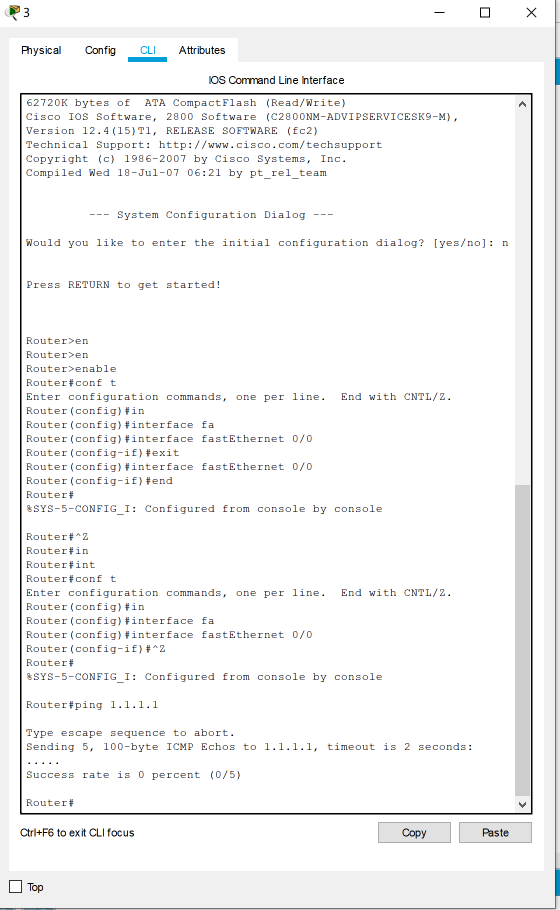 3
Physical Config CLI Attributes
IOS Command Line Interface
62720K bytes of  ATA CompactFlash (Read/Write)
Cisco IOS Software, 2800 Software (C2800NM-ADVIPSERVICESK9-M),
Version 12.4(15)T1, RELEASE SOFTWARE (fc2)
Technical Support: http://www.cisco.com/techsupport
Copyright (c) 1986-2007 by Cisco Systems, Inc.
Compiled Wed 18-Jul-07 06:21 by pt_rel_team
--- System Configuration Dialog ---
Would you like to enter the initial configuration dialog? [yes/no]: n
Press RETURN to get started!
Router>en
Router>en
Router>enable
Router#conf t
Enter configuration commands, one per line.  End with CNTL/Z.
Router(config)#in
Router(config)#interface fa
Router(config)#interface fastEthernet 0/0
Router(config-if)#exit
Router(config)#interface fastEthernet 0/0
Router(config-if)#end
Router#
%SYS-5-CONFIG_I: Configured from console by console
Router#^Z
Router#in
Router#int
Router#conf t
Enter configuration commands, one per line.  End with CNTL/Z.
Router(config)#in
Router(config)#interface fa
Router(config)#interface fastEthernet 0/0
Router(config-if)#^Z
Router#
%SYS-5-CONFIG_I: Configured from console by console
Router#ping 1.1.1.1
Type escape sequence to abort.
Sending 5, 100-byte ICMP Echos to 1.1.1.1, timeout is 2 seconds:
.....
Success rate is 0 percent (0/5)
Router#
Ctrl+F6 to exit CLI focus
Copy
Paste
Top